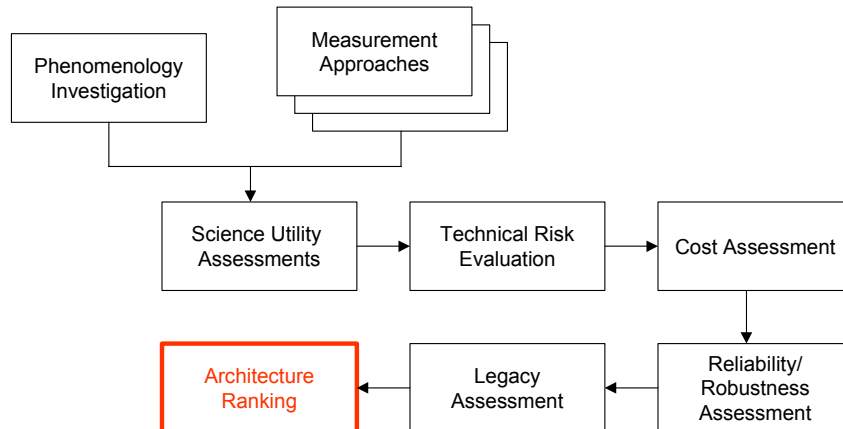 Phenomenology
Investigation
Measurement
Approaches
Science Utility
Assessments
Technical Risk
Evaluation
Cost Assessment
Reliability/
Robustness
Assessment
Legacy
Assessment
Architecture
Ranking